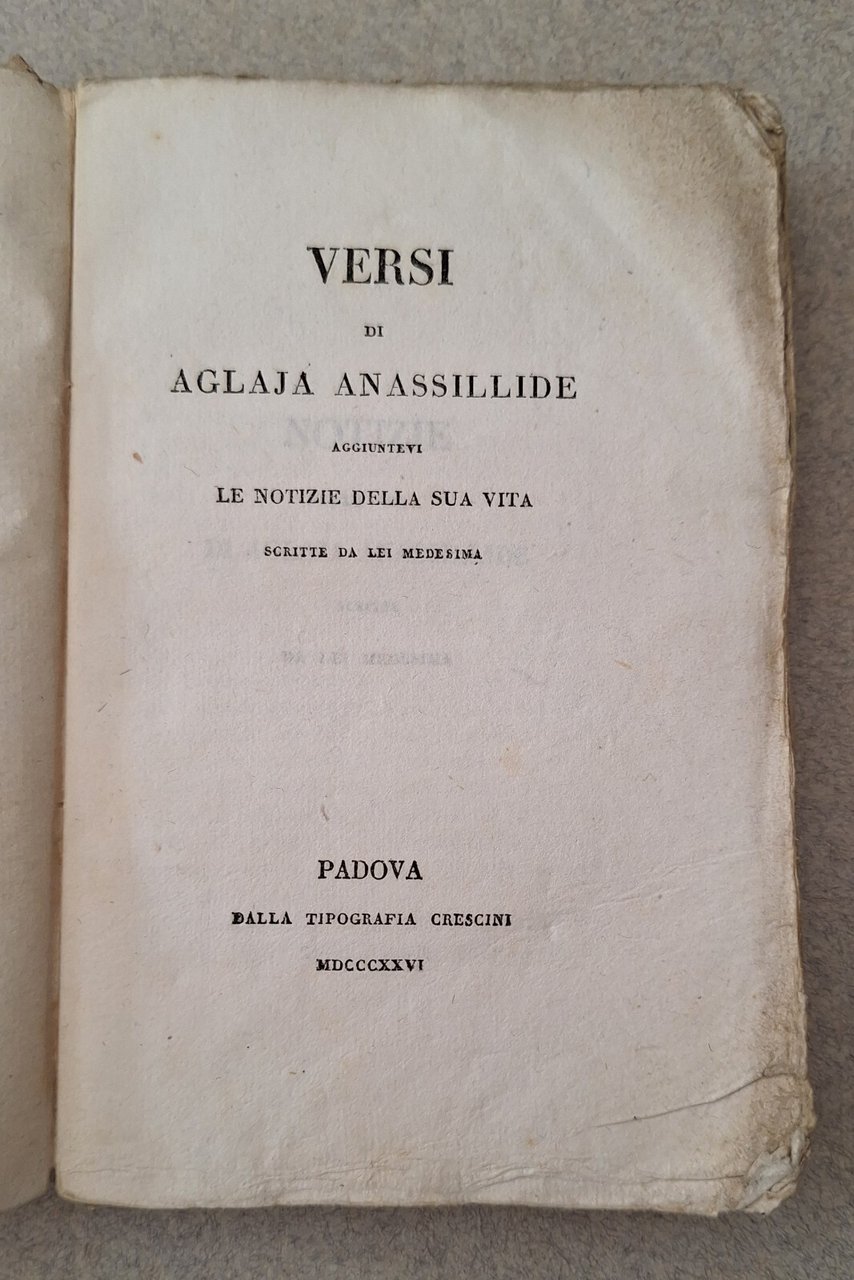 VERSI
DI
AGLAJA ANASSILLIDE
AGGIUNTEVI
LE NOTIZIE DELLA SUA VITA
SCRITTE DA LEI MEDESIMA
PADOVA
DALLA TIPOGRAFIA CRESCINI
MDCCCXXVI